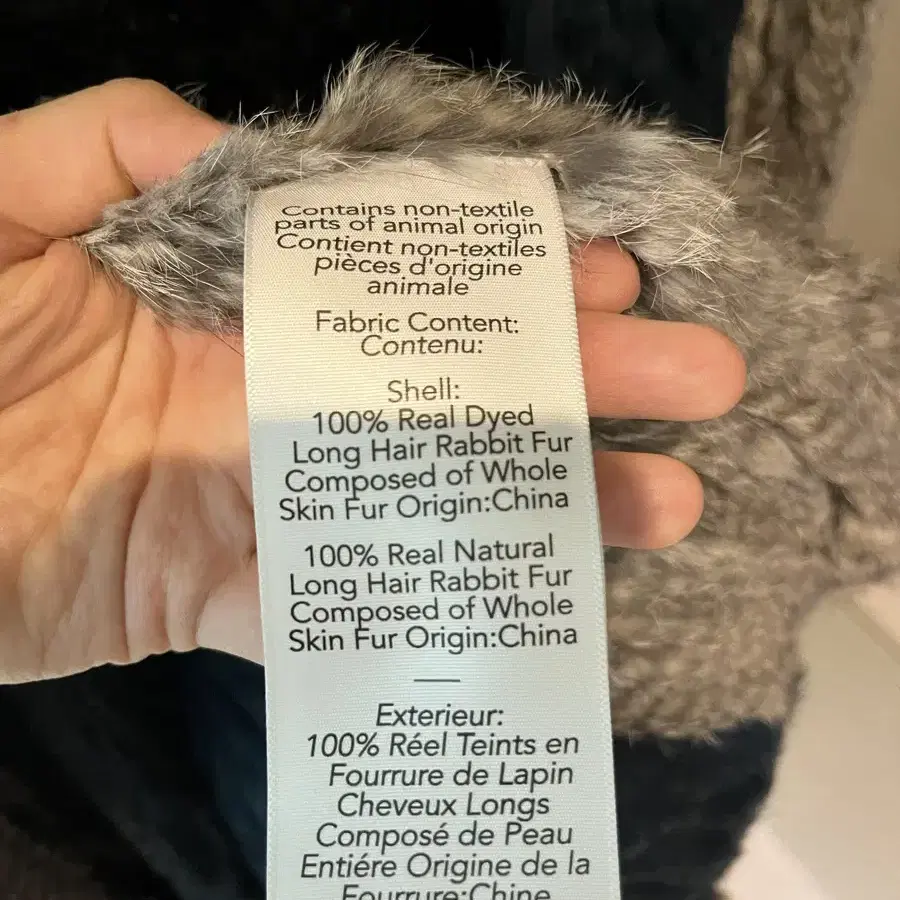 Contains non-textile
parts of animal origin
Contient non-textiles
pièces d'origine
animale
Fabric Content:
Contenu:
Shell:
100% Real Dyed
Long Hair Rabbit Fur
Composed of Whole
Skin Fur Origin:China
100% Real Natural
Long Hair Rabbit Fur
Composed of Whole
Skin Fur Origin:China
Exterieur:
100% Réel Teints en
Fourrure de Lapin
Cheveux Longs
Composé de Peau
Entiére Origine de la
Fourrure:Chine